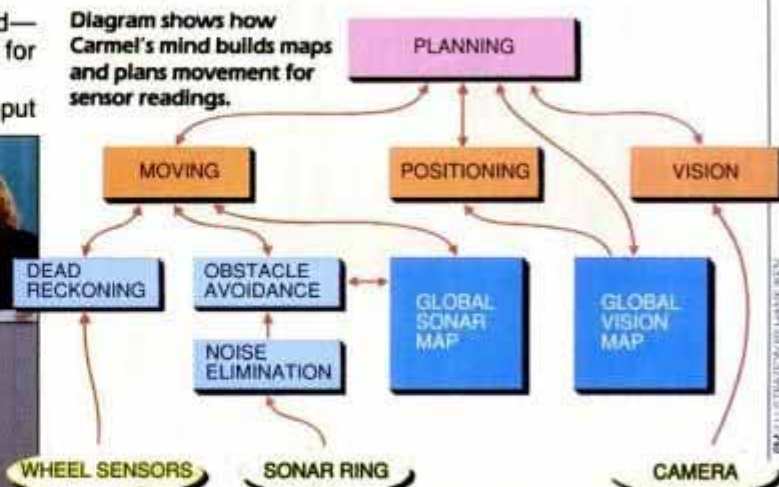 d—
for
put
Diagram shows how
Carmel's mind builds maps
and plans movement for
sensor readings.
PLANNING
MOVING
POSITIONING
VISION
DEAD
RECKONING
OBSTACLE
AVOIDANCE
GLOBAL
SONAR
MAP
GLOBAL
VISION
MAP
NOISE
ELIMINATION
WHEEL SENSORS
SONAR RING
CAMERA